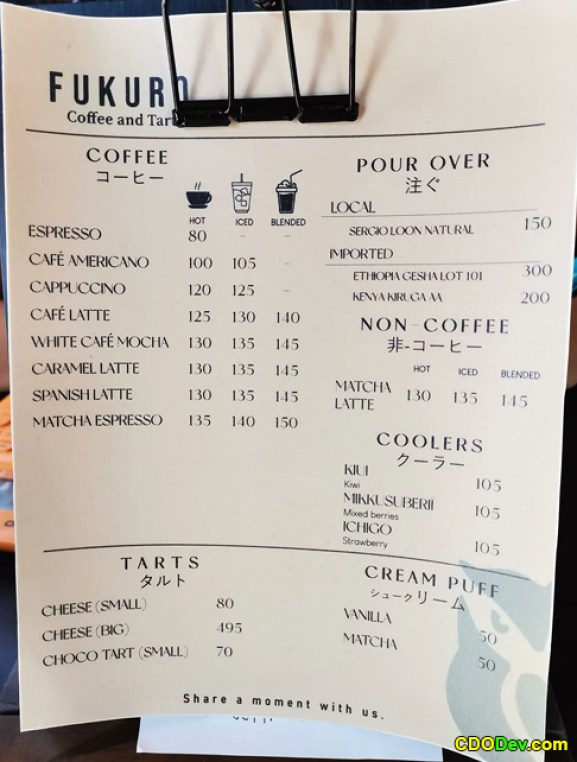 FUKURO
Coffee and Tart
COFFEE
コーヒー
HOT ICED BLENDED
ESPRESSO 80 - -
CAFÉ AMERICANO 100 105 -
CAPPUCCINO 120 125 -
CAFÉ LATTE 125 130 140
WHITE CAFÉ MOCHA 130 135 145
CARAMEL LATTE 130 135 145
SPANISH LATTE 130 135 145
MATCHA ESPRESSO 135 140 150
POUR OVER
注ぐ
LOCAL
SERGIO LOON NATURAL 150
IMPORTED
ETHIOPIA GESHA LOT 101 300
KENYA KIRUGA AA 200
NON-COFFEE
非-コーヒー
HOT ICED BLENDED
MATCHA LATTE 130 135 145
COOLERS
クーラー
KIUI 105
Kiwi
MIKKUSUBERII 105
Mixed berries
ICHIGO 105
Strawberry
TARTS
タルト
CHEESE (SMALL) 80
CHEESE (BIG) 495
CHOCO TART (SMALL) 70
CREAM PUFF
シュークリーム
VANILLA 50
MATCHA 50
Share a moment with us.
CDODev.com